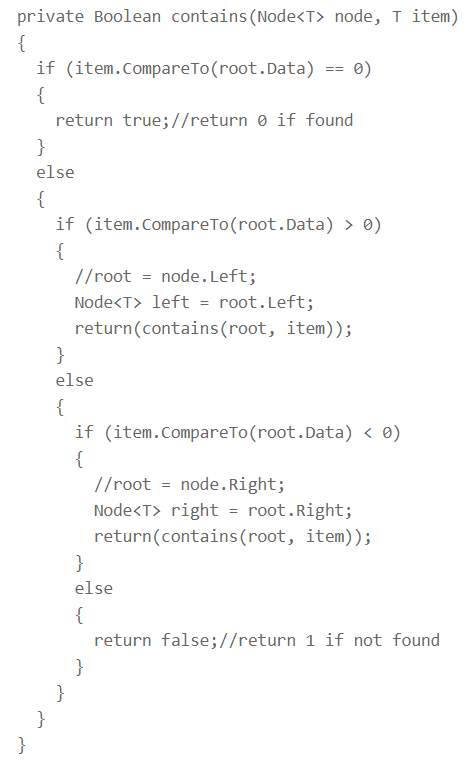 private Boolean contains(Node<T> node, T item)
{
  if (item.CompareTo(root.Data) == 0)
  {
    return true;//return 0 if found
  }
  else
  {
    if (item.CompareTo(root.Data) > 0)
    {
      //root = node.Left;
      Node<T> left = root.Left;
      return(contains(root, item));
    }
    else
    {
      if (item.CompareTo(root.Data) < 0)
      {
        //root = node.Right;
        Node<T> right = root.Right;
        return(contains(root, item));
      }
      else
      {
        return false;//return 1 if not found
      }
    }
  }
}